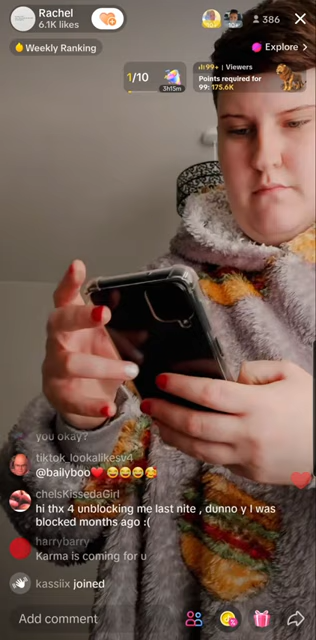 Rachel
6.1K likes
386
Weekly Ranking
Explore >
1/10
3h15m
99+ | Viewers
Points required for
99: 175.6K
you okay?
tiktok_lookalikesv4
@bailyboo❤️😂😂😂🥰
chelsKissedaGirl
hi thx 4 unblocking me last nite , dunno y I was
blocked months ago :(
harrybarry
Karma is coming for u
kassiix joined
Add comment